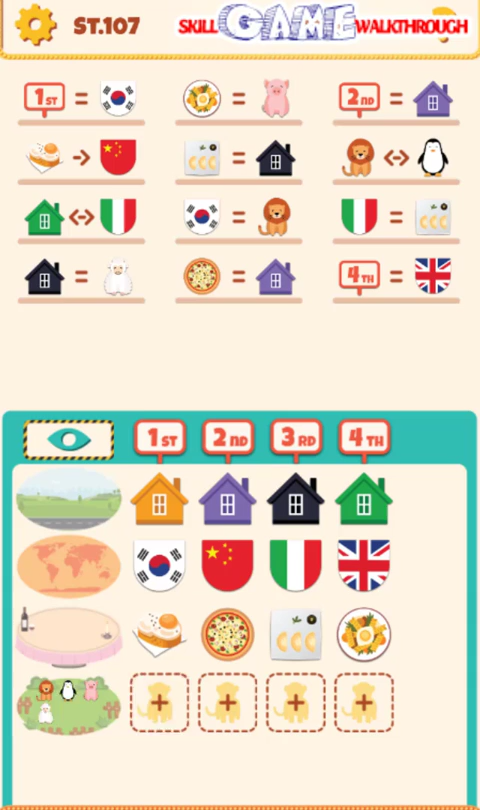 ST.107
SKILL GAME WALKTHROUGH
1ST = =  2ND =
4TH =
1ST 2ND 3RD 4TH